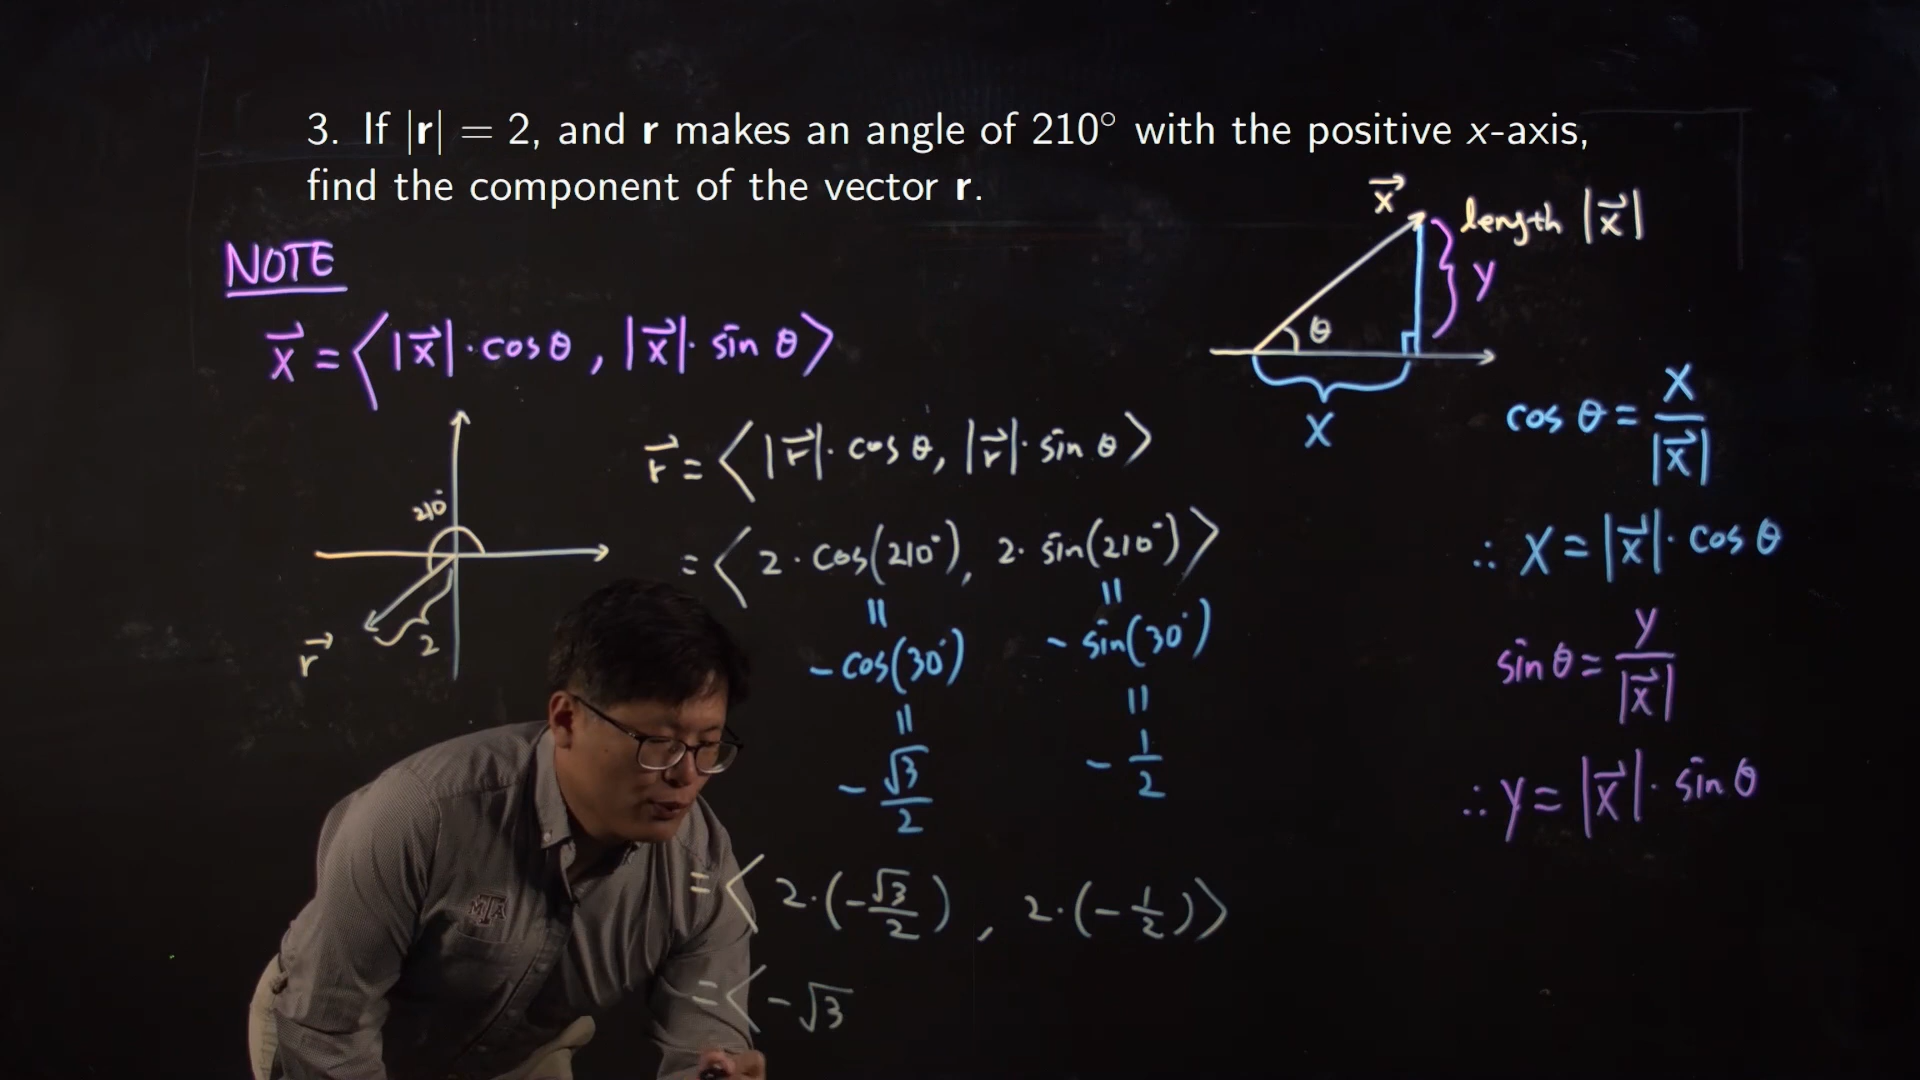 3. If |r| = 2, and r makes an angle of 210° with the positive x-axis,
find the component of the vector r.
NOTE
x⃗ = ⟨|x⃗|·cos θ, |x⃗|·sin θ⟩
x⃗
length |x⃗|
y
θ
x
cos θ = x/|x⃗|
∴ x = |x⃗|·cos θ
sin θ = y/|x⃗|
∴ y = |x⃗|·sin θ
210°
r⃗
2
r⃗ = ⟨|r⃗|·cos θ, |r⃗|·sin θ⟩
= ⟨2·cos(210°), 2·sin(210°)⟩
= =
-cos(30°) -sin(30°)
= =
-√3/2 -1/2
= ⟨2·(-√3/2), 2·(-1/2)⟩
= ⟨-√3
ATM